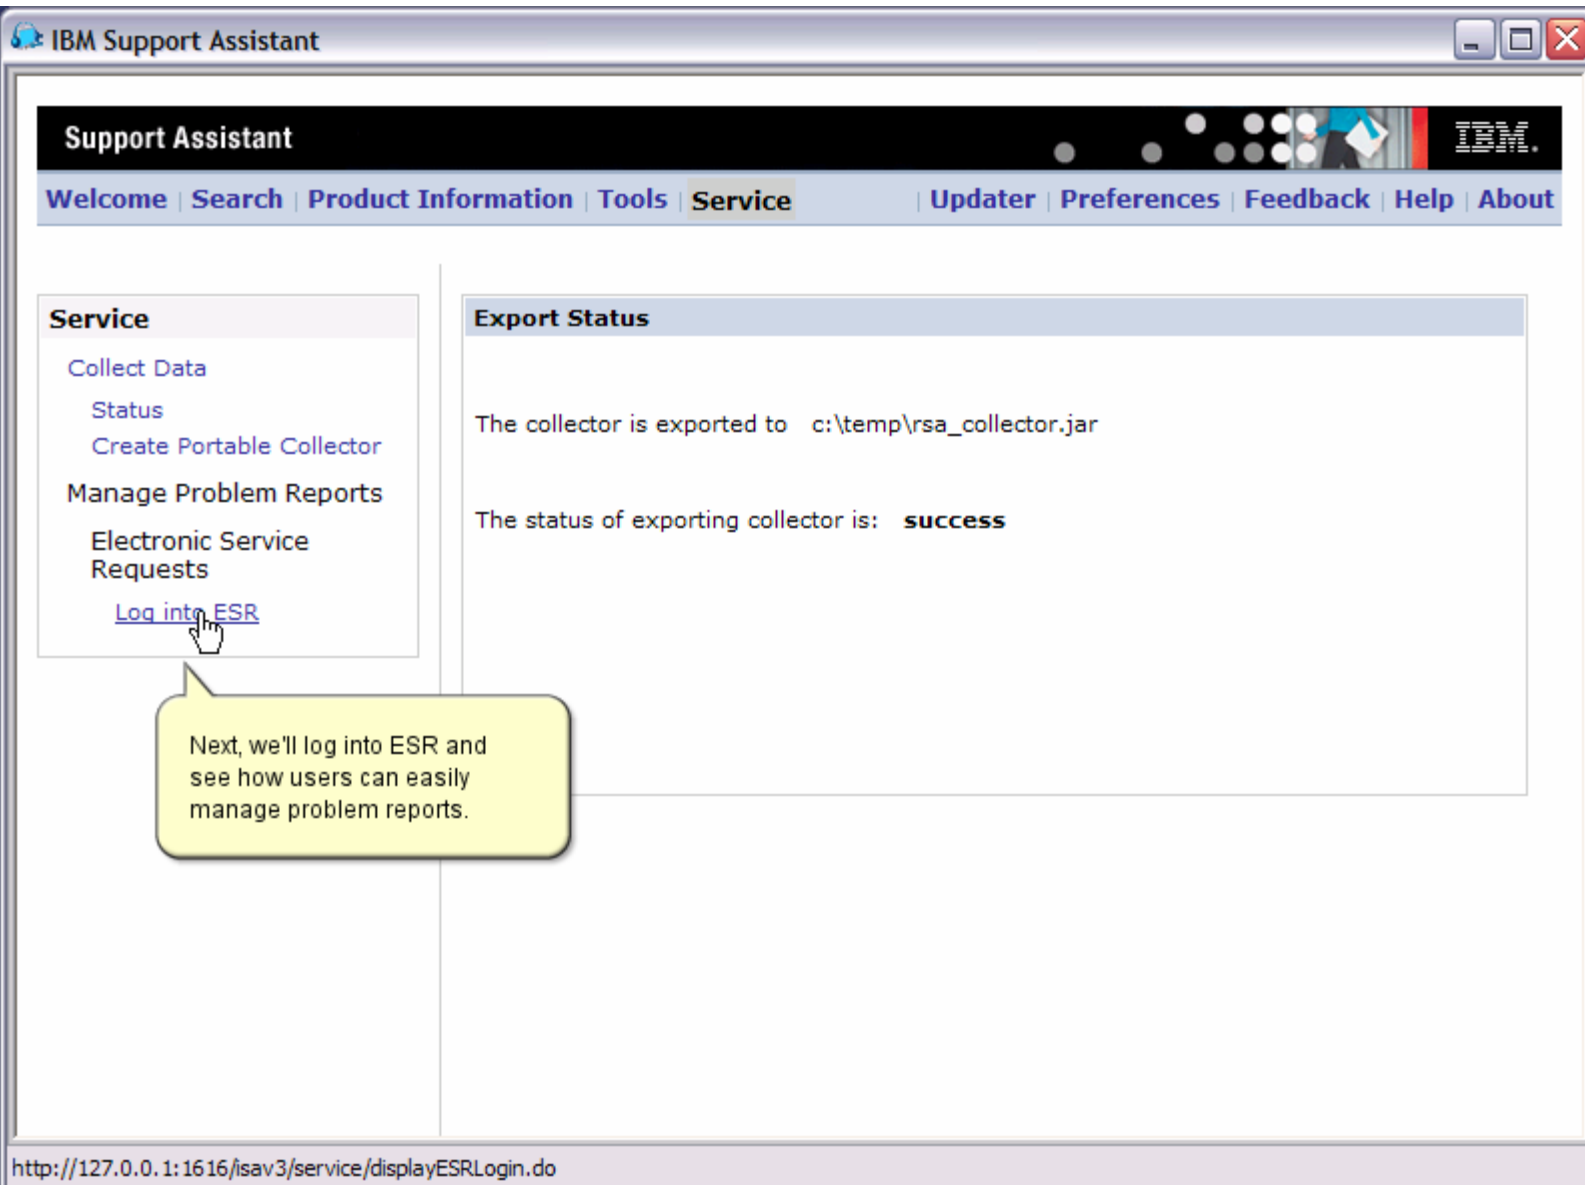 IBM Support Assistant
Support Assistant
IBM.
Welcome | Search | Product Information | Tools | Service | Updater | Preferences | Feedback | Help | About
Service
Collect Data
Status
Create Portable Collector
Manage Problem Reports
Electronic Service
Requests
Log into ESR
Export Status
The collector is exported to c:\temp\rsa_collector.jar
The status of exporting collector is: success
Next, we'll log into ESR and
see how users can easily
manage problem reports.
http://127.0.0.1:1616/isav3/service/displayESRLogin.do